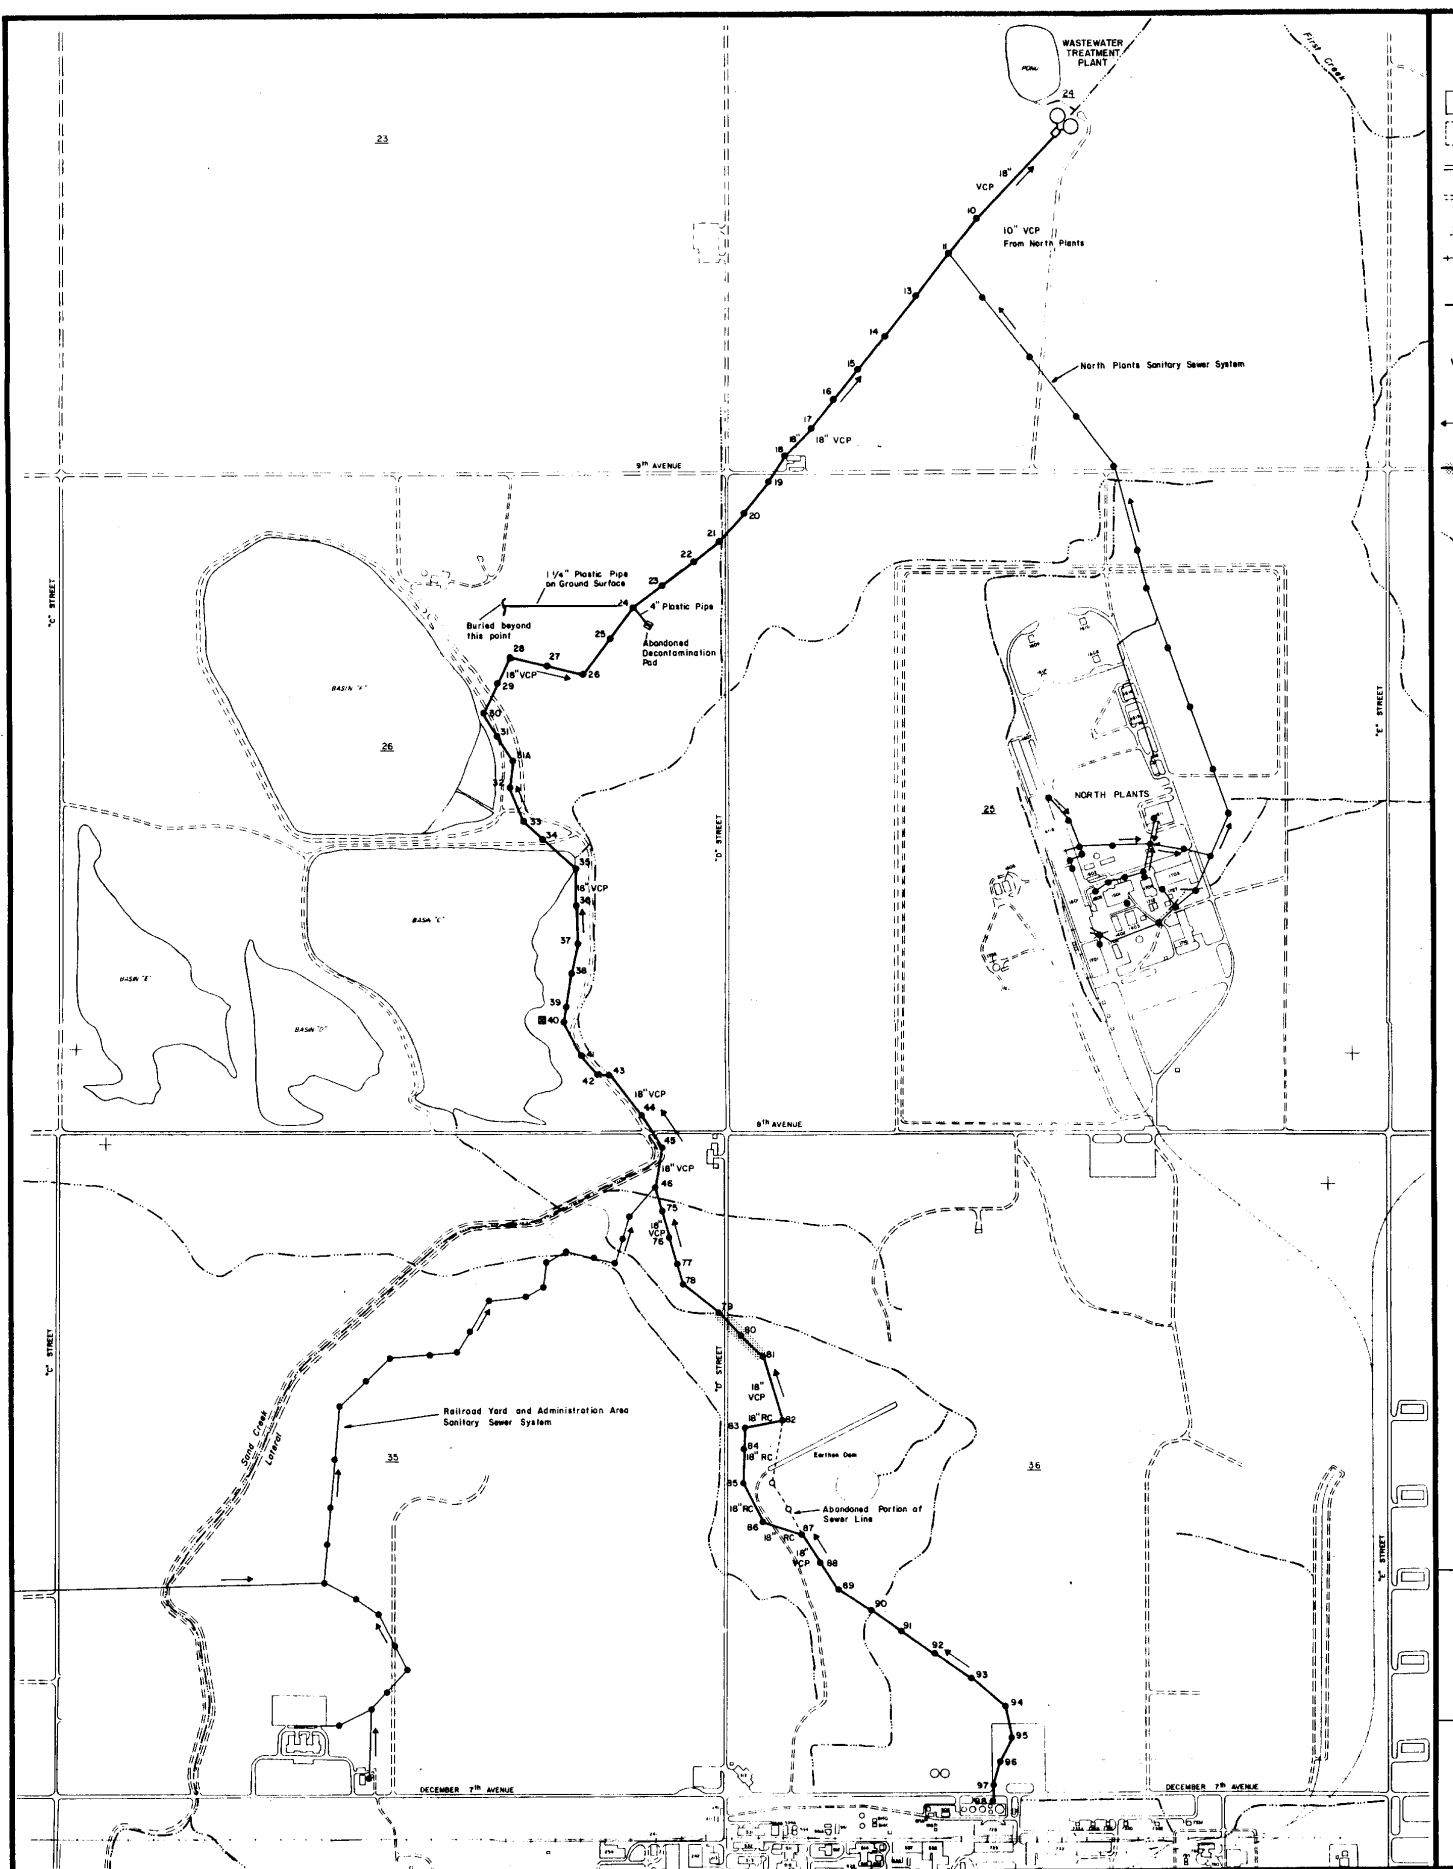 First Creek
WASTEWATER
TREATMENT
PLANT
POND
24
23
18"
VCP
10
10" VCP
From North Plants
11
13
14
15
North Plants Sanitary Sewer System
16
17
18"
18" VCP
18
9th AVENUE
19
20
21
22
1 1/4" Plastic Pipe
on Ground Surface
23
"C" STREET
24
4" Plastic Pipe
Buried beyond
this point
25
Abandoned
Decontamination
Pad
28
27
18" VCP
26
29
BASIN "F"
"E" STREET
30
31
26
31A
32
NORTH PLANTS
25
33
34
"D" STREET
35
18" VCP
36
BASIN "C"
37
38
BASIN "E"
39
40
BASIN "D"
41
42
43
18" VCP
44
8th AVENUE
45
18" VCP
46
75
18"
VCP
76
77
78
79
80
"C" STREET
81
"D" STREET
18"
VCP
Railroad Yard and Administration Area
Sanitary Sewer System
18" RC
82
83
Sand Creek
Lateral
84
18" RC
Earthen Dam
35
36
85
18" RC
Abandoned Portion of
Sewer Line
86
87
18" RC
18"
VCP
88
"E" STREET
89
90
91
92
93
94
95
96
97
DECEMBER 7th AVENUE
DECEMBER 7th AVENUE
98